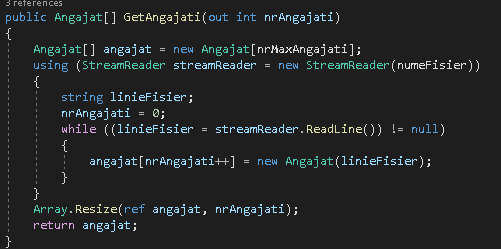 3 references
public Angajat[] GetAngajati(out int nrAngajati)
{
    Angajat[] angajat = new Angajat[nrMaxAngajati];
    using (StreamReader streamReader = new StreamReader(numeFisier))
    {
        string linieFisier;
        nrAngajati = 0;
        while ((linieFisier = streamReader.ReadLine()) != null)
        {
            angajat[nrAngajati++] = new Angajat(linieFisier);
        }
    }
    Array.Resize(ref angajat, nrAngajati);
    return angajat;
}